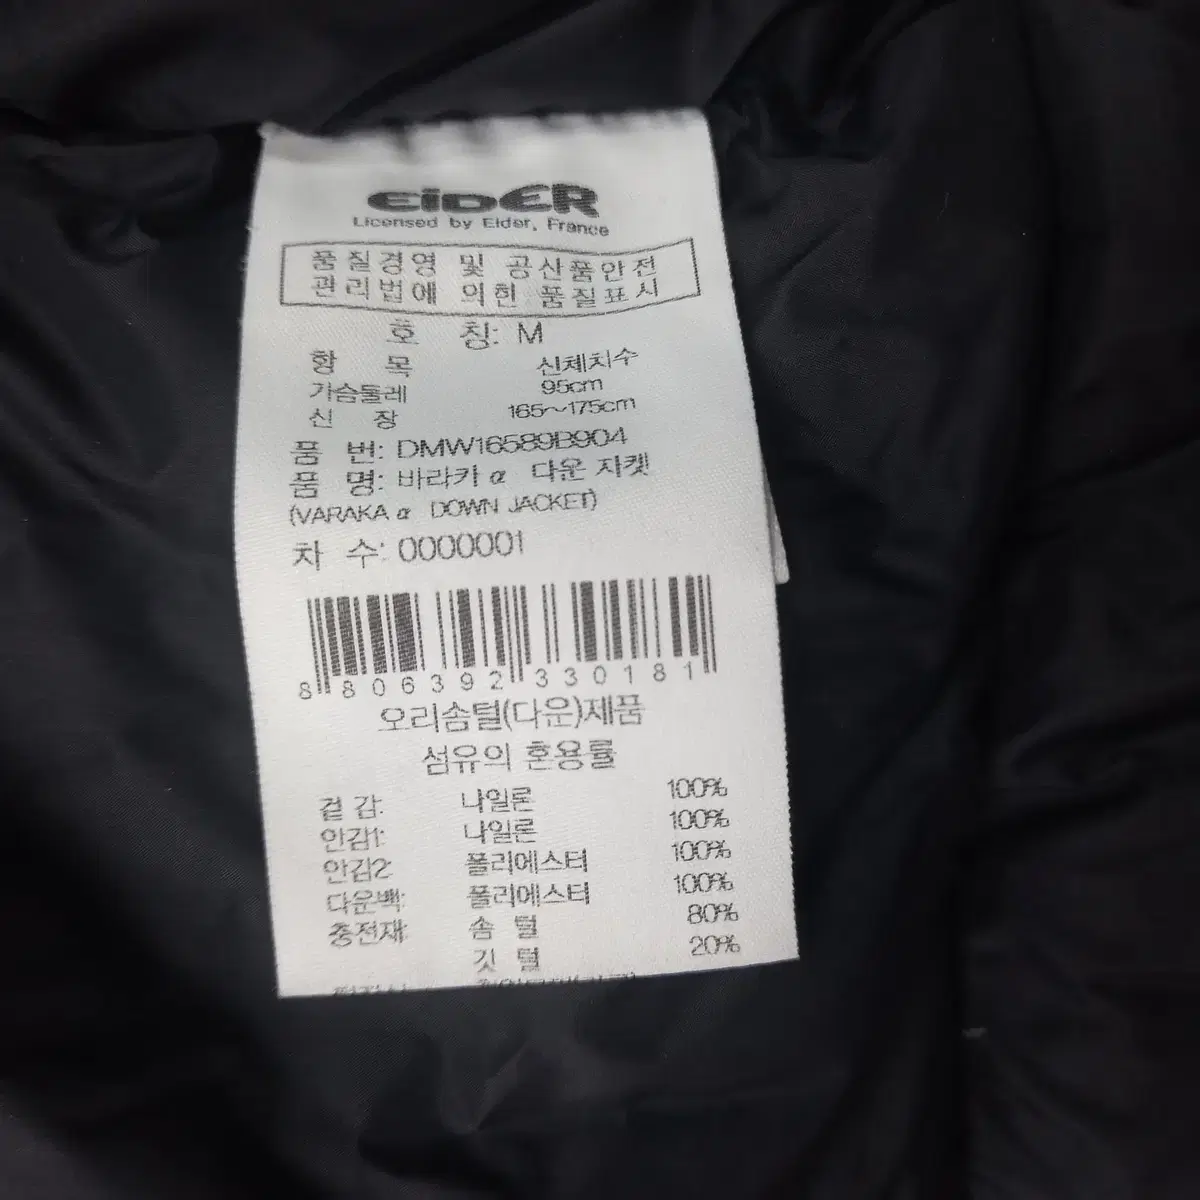 EiDER
Licensed by Eider, France
품질경영 및 공산품안전
관리법에 의한 품질표시
호 칭: M
항 목 신체치수
가슴둘레 95cm
신 장 165~175cm
품 번: DMW16589B904
품 명: 바라카 α 다운 자켓
(VARAKA α DOWN JACKET)
차 수: 0000001
8 806392 330181
오리솜털(다운)제품
섬유의 혼용률
겉감: 나일론 100%
안감1: 나일론 100%
안감2: 폴리에스터 100%
다운백: 폴리에스터 100%
충전재: 솜털 80%
깃털 20%